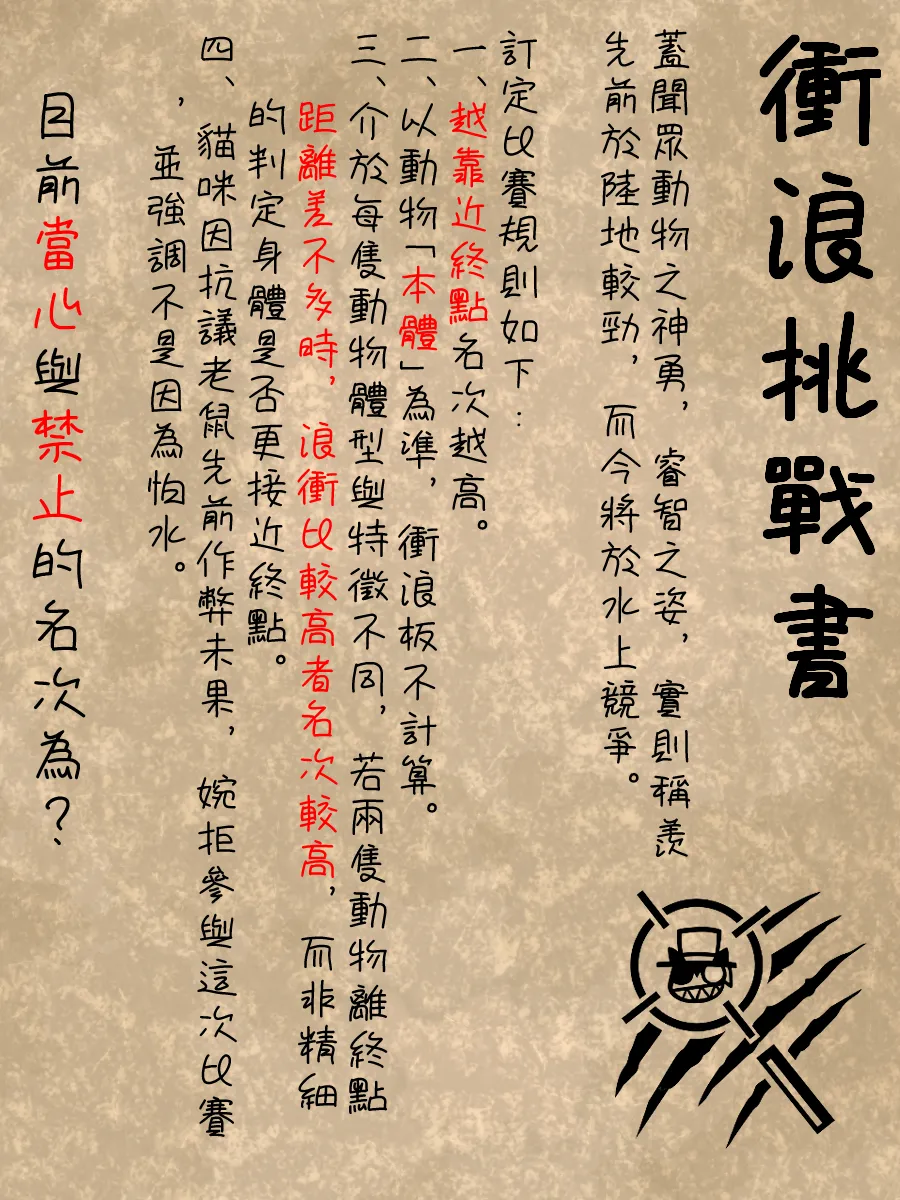 衝浪挑戰書
蓋聞眾動物之神勇，睿智之姿，實則稱羨
先前於陸地較勁，而今將於水上競爭。
訂定比賽規則如下：
一、越靠近終點名次越高。
二、以動物「本體」為準，衝浪板不計算。
三、介於每隻動物體型與特徵不同，若兩隻動物離終點
距離差不多時，浪衝比較高者名次較高，而非精細
的判定身體是否更接近終點。
四、貓咪因抗議老鼠先前作弊未果，婉拒參與這次比賽
，並強調不是因為怕水。
目前當心與禁止的名次為？